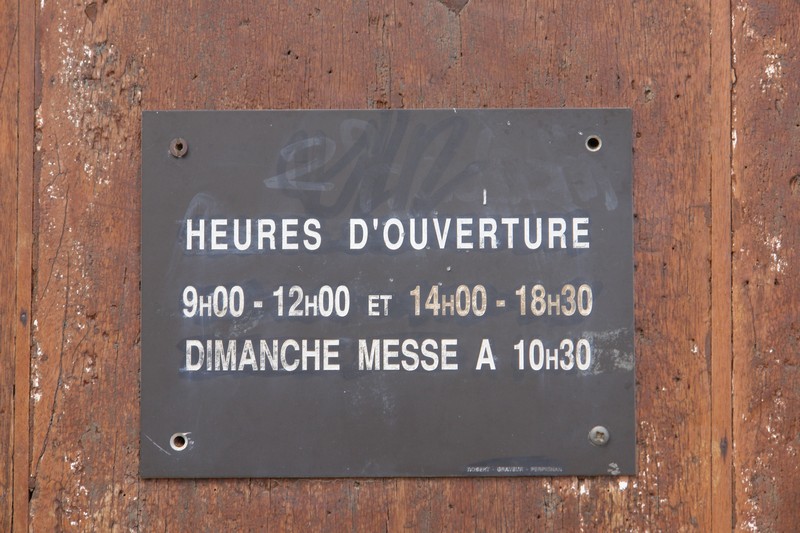 HEURES D'OUVERTURE
9H00 - 12H00 ET 14H00 - 18H30
DIMANCHE MESSE A 10H30